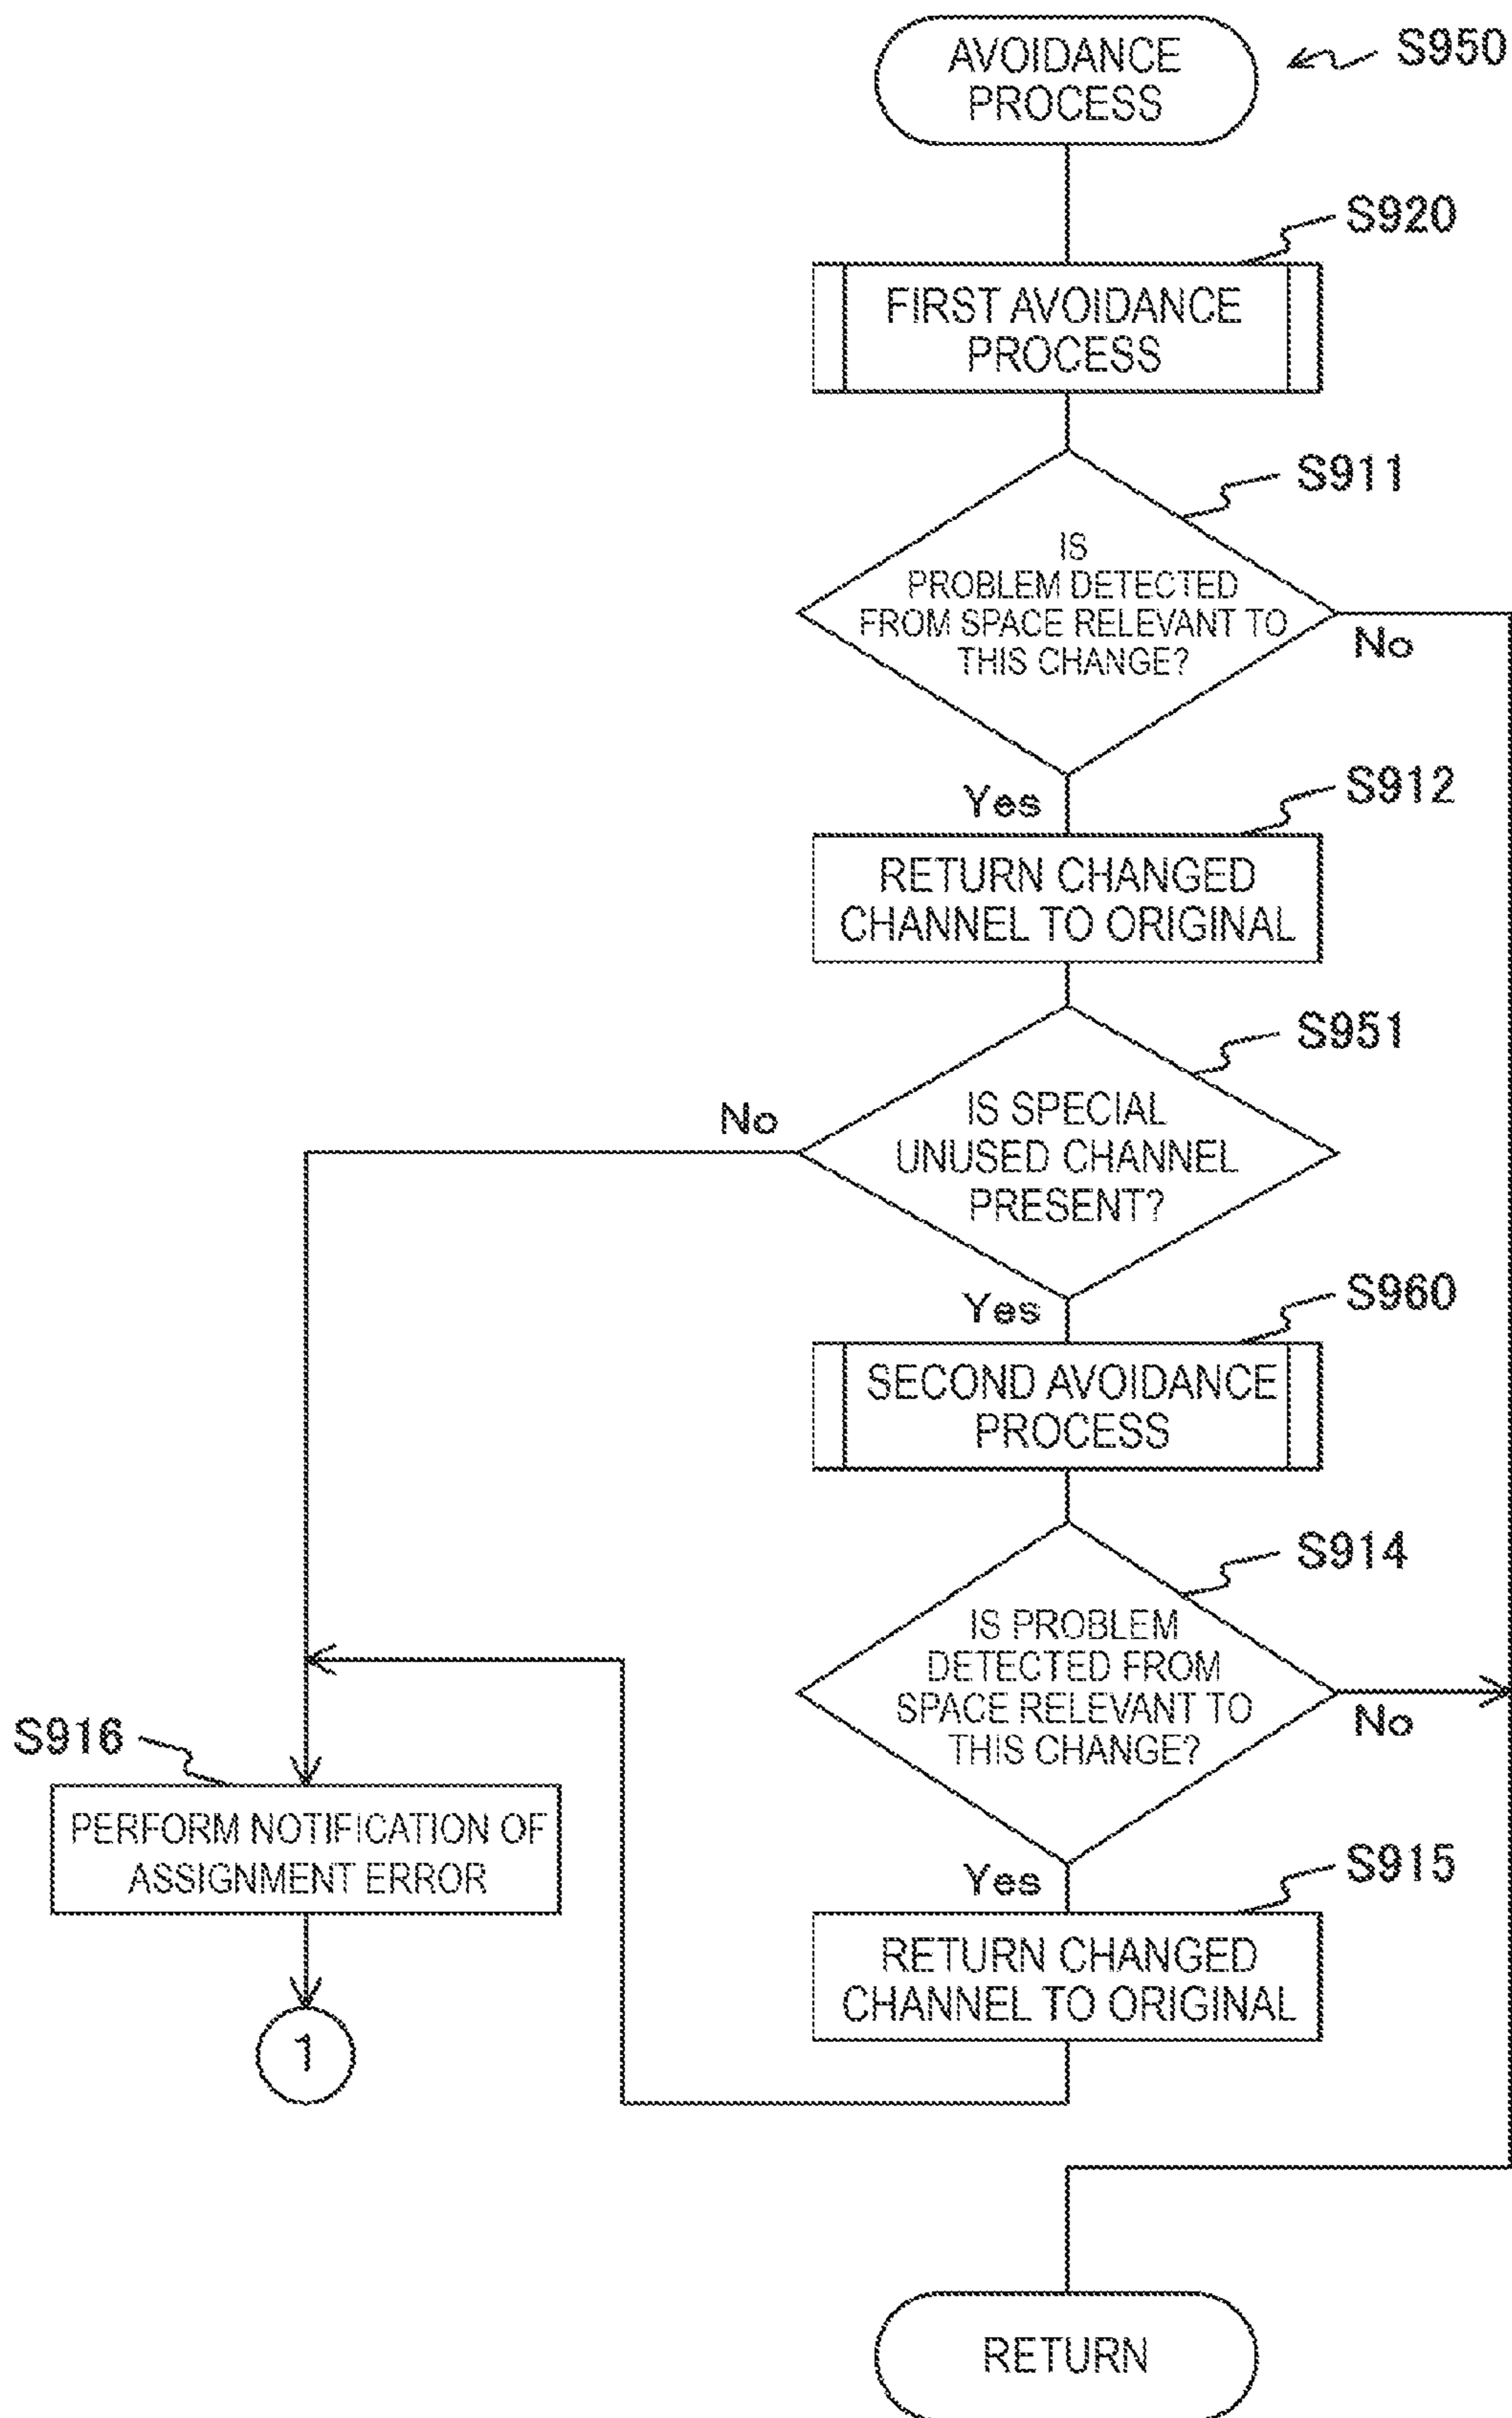 AVOIDANCE
PROCESS
S950
S920
FIRST AVOIDANCE
PROCESS
S911
IS
PROBLEM DETECTED
FROM SPACE RELEVANT TO
THIS CHANGE?
No
Yes
S912
RETURN CHANGED
CHANNEL TO ORIGINAL
S951
No
IS SPECIAL
UNUSED CHANNEL
PRESENT?
Yes
S960
SECOND AVOIDANCE
PROCESS
S914
IS PROBLEM
DETECTED FROM
SPACE RELEVANT TO
THIS CHANGE?
No
S916
PERFORM NOTIFICATION OF
ASSIGNMENT ERROR
Yes
S915
RETURN CHANGED
CHANNEL TO ORIGINAL
1
RETURN